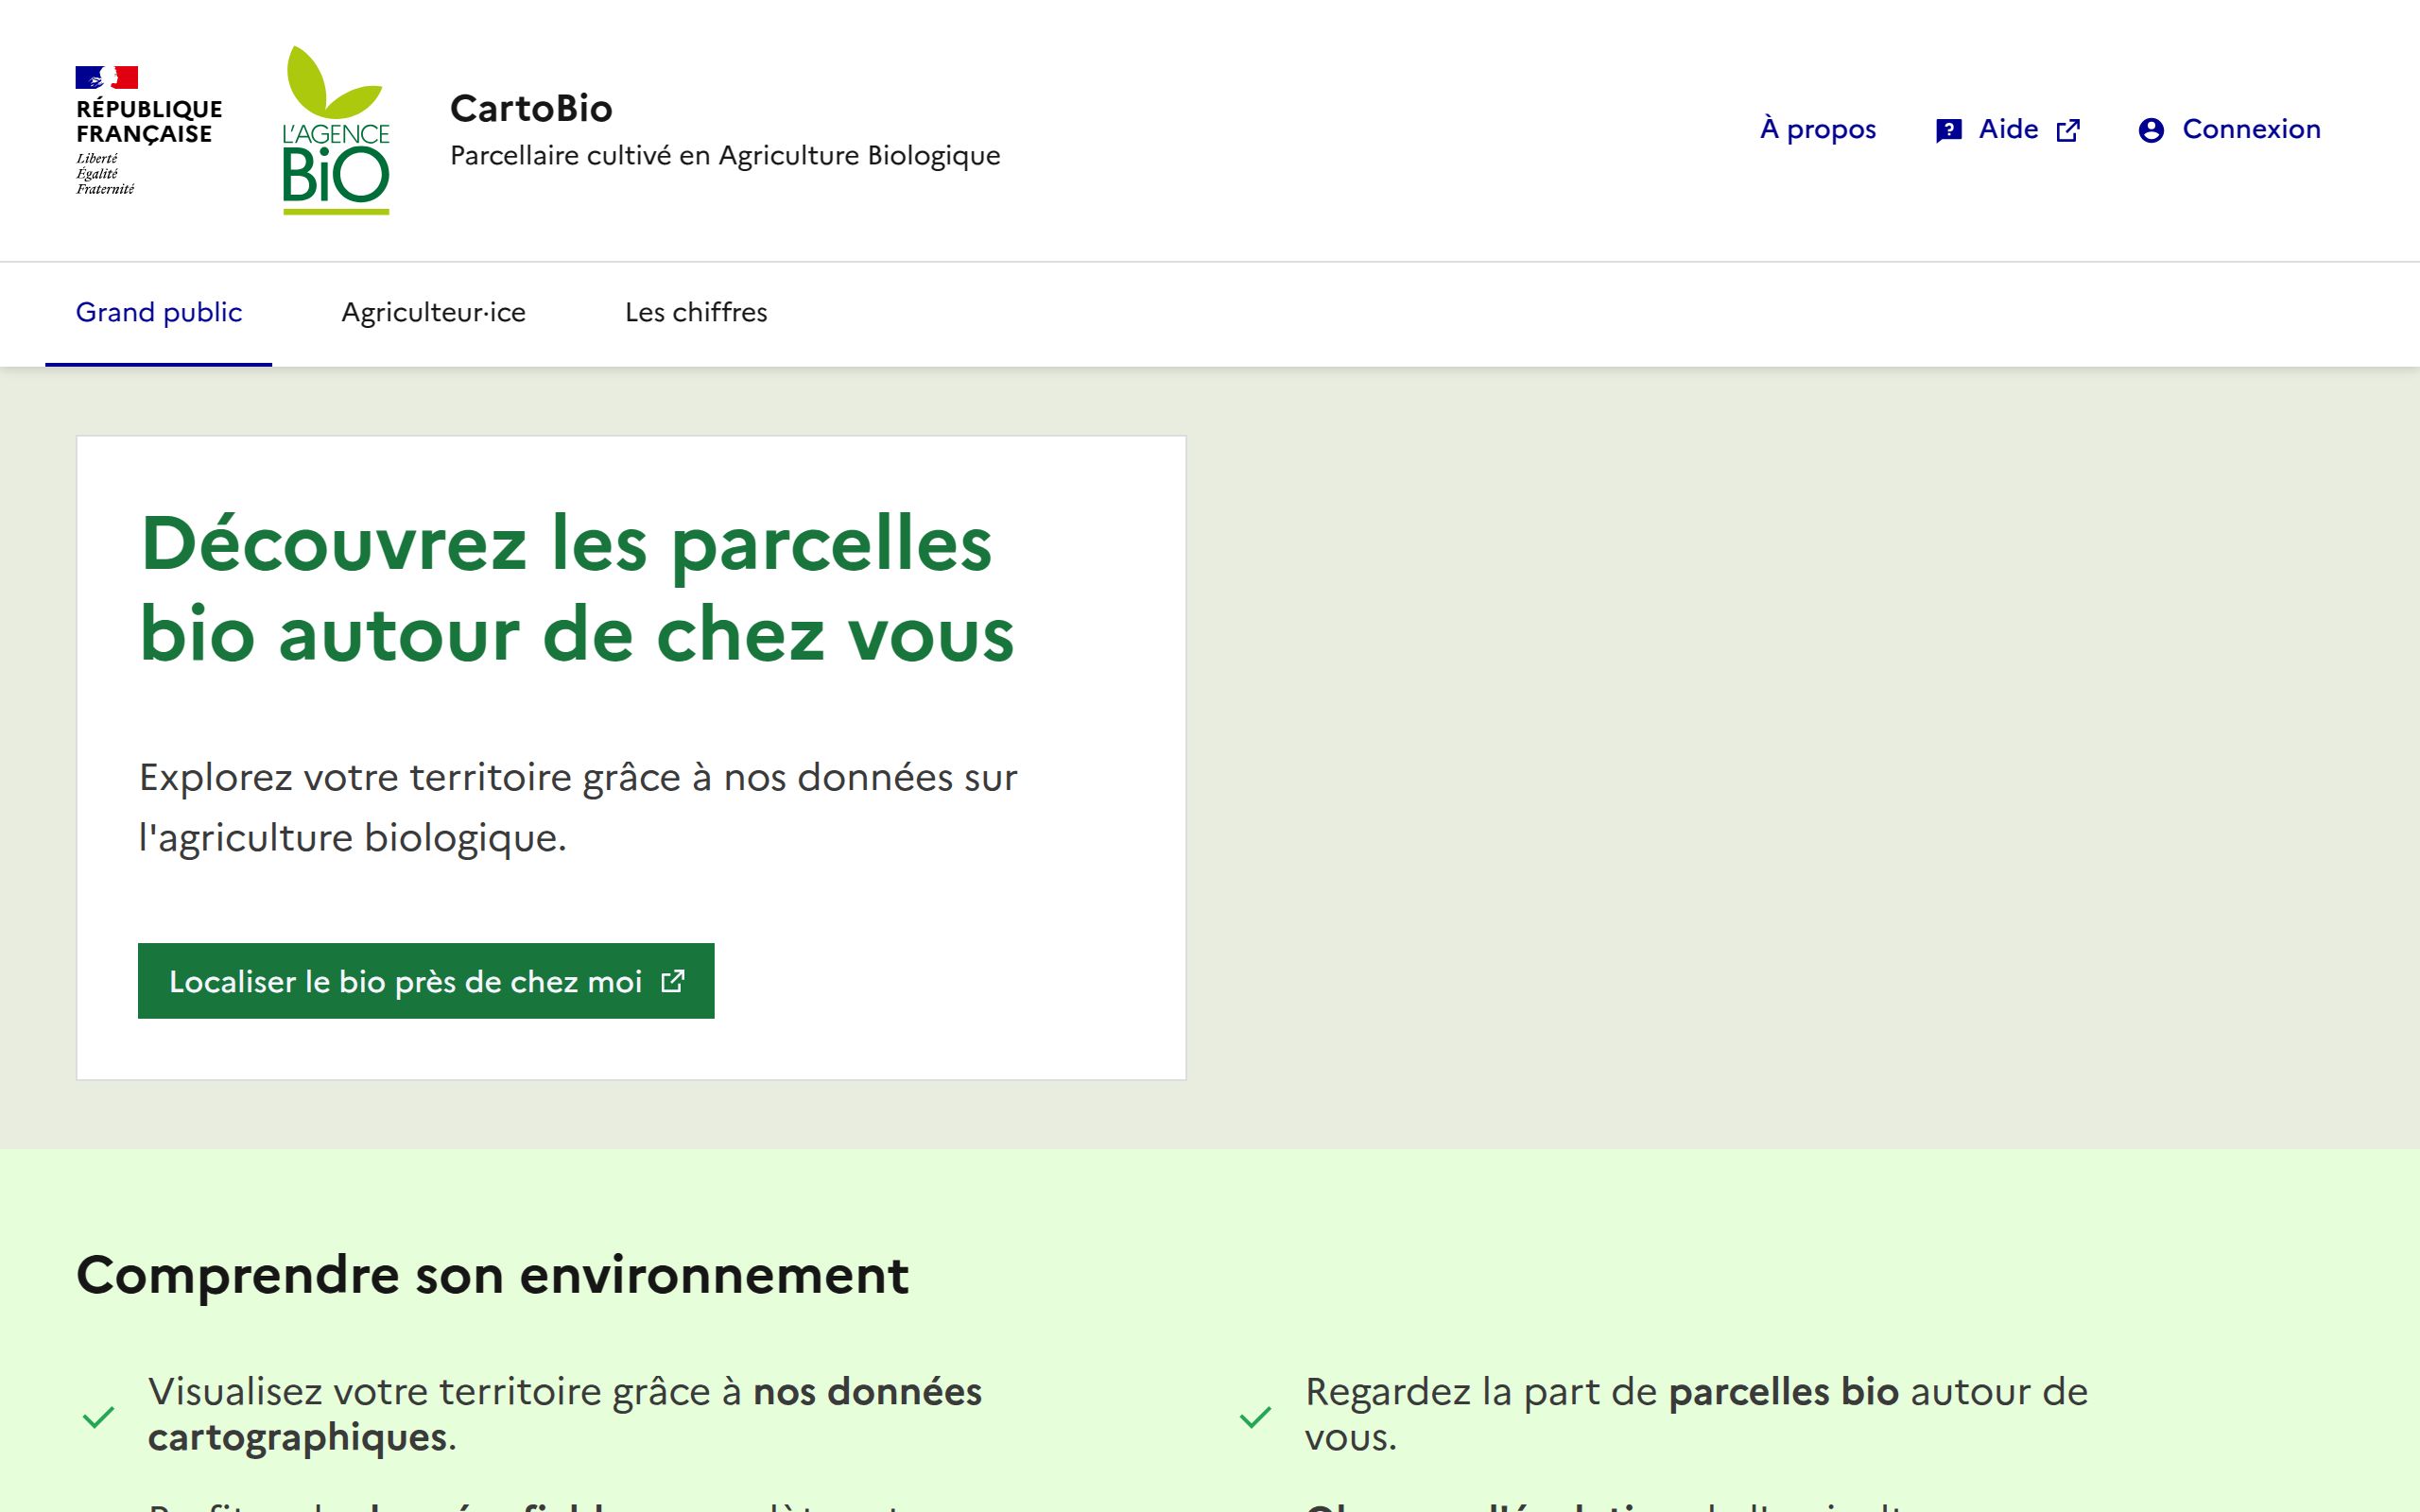 RÉPUBLIQUE
FRANÇAISE
Liberté
Égalité
Fraternité
L'AGENCE
BiO
CartoBio
Parcellaire cultivé en Agriculture Biologique
À propos
Aide
Connexion
Grand public
Agriculteur·ice
Les chiffres
Découvrez les parcelles
bio autour de chez vous
Explorez votre territoire grâce à nos données sur
l'agriculture biologique.
Localiser le bio près de chez moi
Comprendre son environnement
Visualisez votre territoire grâce à nos données
cartographiques.
Regardez la part de parcelles bio autour de
vous.